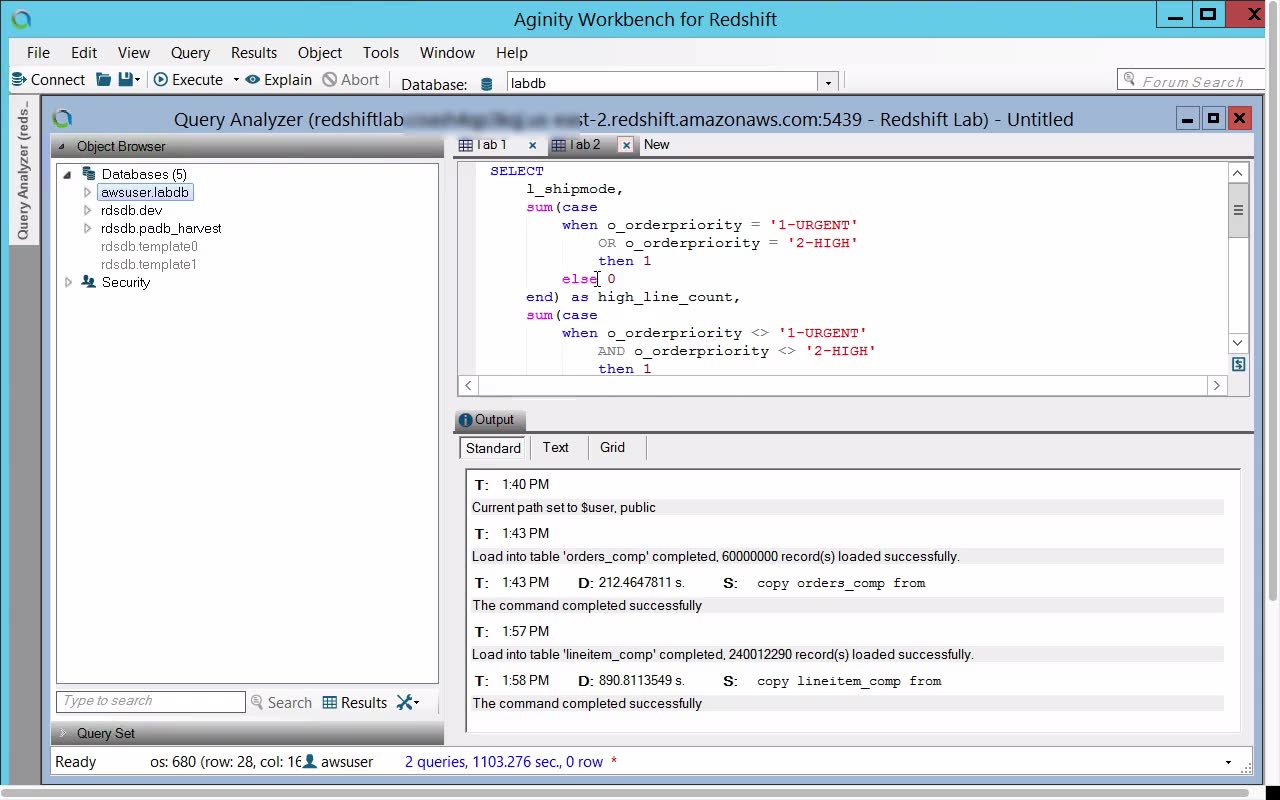 Aginity Workbench for Redshift
File Edit View Query Results Object Tools Window Help
Connect Execute Explain Abort Database: labdb Forum Search
Query Analyzer (reds...
Query Analyzer (redshiftlab st-2.redshift.amazonaws.com:5439 - Redshift Lab) - Untitled
Object Browser
Databases (5)
awsuser.labdb
rdsdb.dev
rdsdb.padb_harvest
rdsdb.template0
rdsdb.template1
Security
Type to search Search Results
Query Set
Tab 1 Tab 2 New
SELECT
l_shipmode,
sum(case
when o_orderpriority = '1-URGENT'
OR o_orderpriority = '2-HIGH'
then 1
else 0
end) as high_line_count,
sum(case
when o_orderpriority <> '1-URGENT'
AND o_orderpriority <> '2-HIGH'
then 1
Output
Standard Text Grid
T: 1:40 PM
Current path set to $user, public
T: 1:43 PM
Load into table 'orders_comp' completed, 60000000 record(s) loaded successfully.
T: 1:43 PM D: 212.4647811 s. S: copy orders_comp from
The command completed successfully
T: 1:57 PM
Load into table 'lineitem_comp' completed, 240012290 record(s) loaded successfully.
T: 1:58 PM D: 890.8113549 s. S: copy lineitem_comp from
The command completed successfully
Ready os: 680 (row: 28, col: 16 awsuser 2 queries, 1103.276 sec., 0 row *